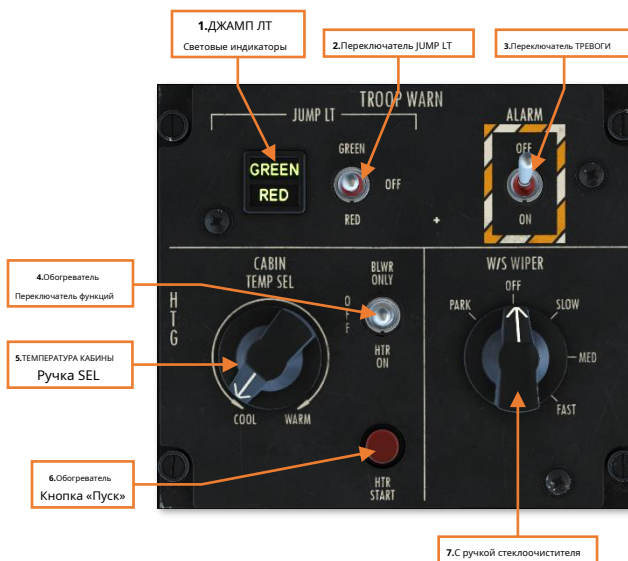 1.ДЖАМП ЛТ
Световые индикаторы
2.Переключатель JUMP LT
3.Переключатель ТРЕВОГИ
TROOP WARN
JUMP LT
ALARM
GREEN
RED
GREEN
OFF
RED
OFF
ON
4.Обогреватель
Переключатель функций
HTG
CABIN
TEMP SEL
BLWR
ONLY
OFF
HTR
ON
W/S WIPER
OFF
PARK
SLOW
MED
FAST
5.ТЕМПЕРАТУРА КАБИНЫ
Ручка SEL
COOL
WARM
6.Обогреватель
Кнопка «Пуск»
HTR
START
7.С ручкой стеклоочистителя